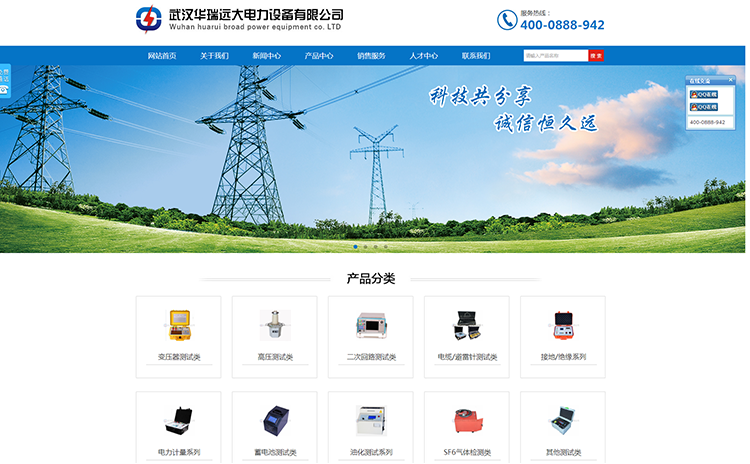 武汉华瑞远大电力设备有限公司
Wuhan huarui broad power equipment co. LTD
服务热线：
400-0888-942
网站首页 关于我们 新闻中心 产品中心 销售服务 人才中心 联系我们
请输入产品名称 搜 索
科技共分享
诚信恒久远
在线交流
QQ在线
QQ在线
400-0888-942
产品分类
变压器测试类 高压测试类 二次回路测试类 电缆/避雷针测试类 接地/绝缘系列
电力计量系列 蓄电池测试类 油化测试系列 SF6气体检测类 其他测试类